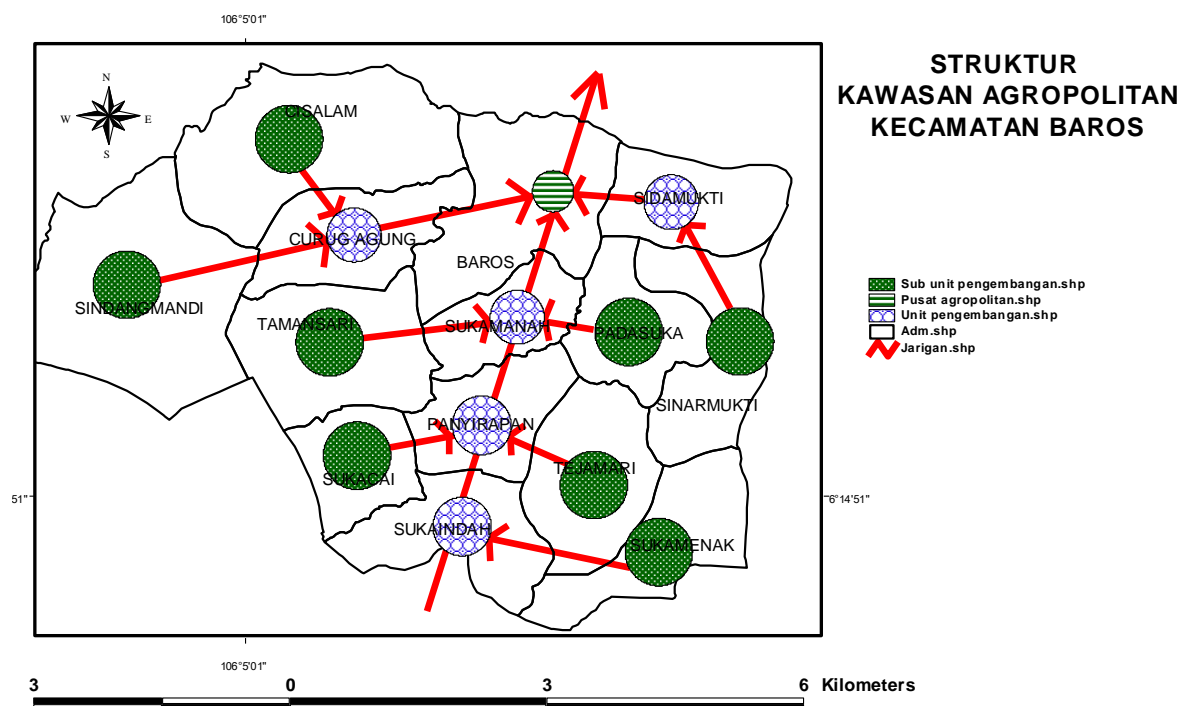 106°5'01"
STRUKTUR
KAWASAN AGROPOLITAN
KECAMATAN BAROS
N
W E
S
CISALAM
SIDAMUKTI
CURUG AGUNG
BAROS
SINDANGMANDI
TAMANSARI
SUKAMANAH
PADASUKA
Sub unit pengembangan.shp
Pusat agropolitan.shp
Unit pengembangan.shp
Adm.shp
Jarigan.shp
SINARMUKTI
PANYIRAPAN
SUKACAI
TEJAMARI
51"
6°14'51"
SUKAINDAH
SUKAMENAK
106°5'01"
3 0 3 6 Kilometers